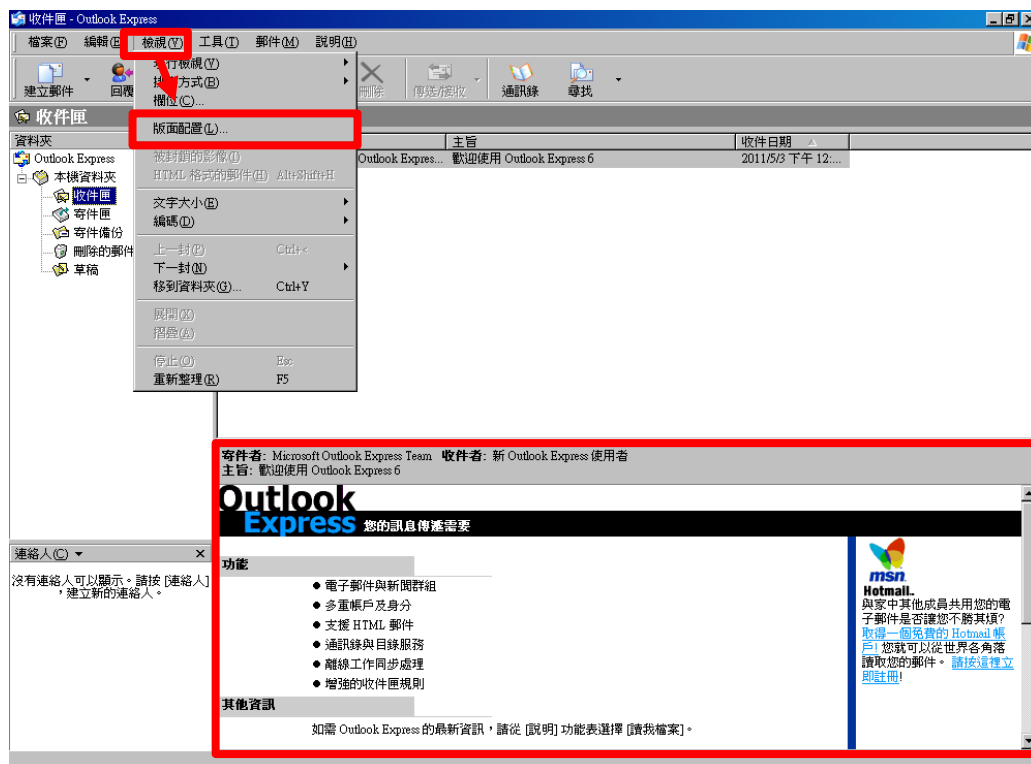 收件匣 - Outlook Express
檔案(F) 編輯(E) 檢視(V) 工具(T) 郵件(M) 說明(H)
建立郵件 回覆 刪除 傳送/接收 通訊錄 尋找
收件匣
資料夾
Outlook Express
本機資料夾
收件匣
寄件匣
寄件備份
刪除的郵件
草稿
檢視(V)
方式(B)
欄位(C)...
版面配置(L)...
被封鎖的影像(I)
HTML 格式的郵件(H) Alt+Shift+H
文字大小(E)
編碼(D)
上一封(P) Ctrl+<
下一封(N)
移到資料夾(G)... Ctrl+Y
展開(X)
摺疊(A)
停止(O) Esc
重新整理(R) F5
主旨 收件日期
Outlook Expres... 歡迎使用 Outlook Express 6 2011/5/3 下午 12:...
寄件者: Microsoft Outlook Express Team 收件者: 新 Outlook Express 使用者
主旨: 歡迎使用 Outlook Express 6
Outlook
Express 您的訊息傳遞需要
功能
● 電子郵件與新聞群組
● 多重帳戶及身分
● 支援 HTML 郵件
● 通訊錄與目錄服務
● 離線工作同步處理
● 增強的收件匣規則
其他資訊
如需 Outlook Express 的最新資訊，請從 [說明] 功能表選擇 [讀我檔案]。
msn
Hotmail.
與家中其他成員共用您的電
子郵件是否讓您不勝其煩?
取得一個免費的 Hotmail 帳
戶! 您就可以從世界各角落
讀取您的郵件。 請按這裡立
即註冊!
連絡人(C)
沒有連絡人可以顯示。請按 [連絡人]
，建立新的連絡人。